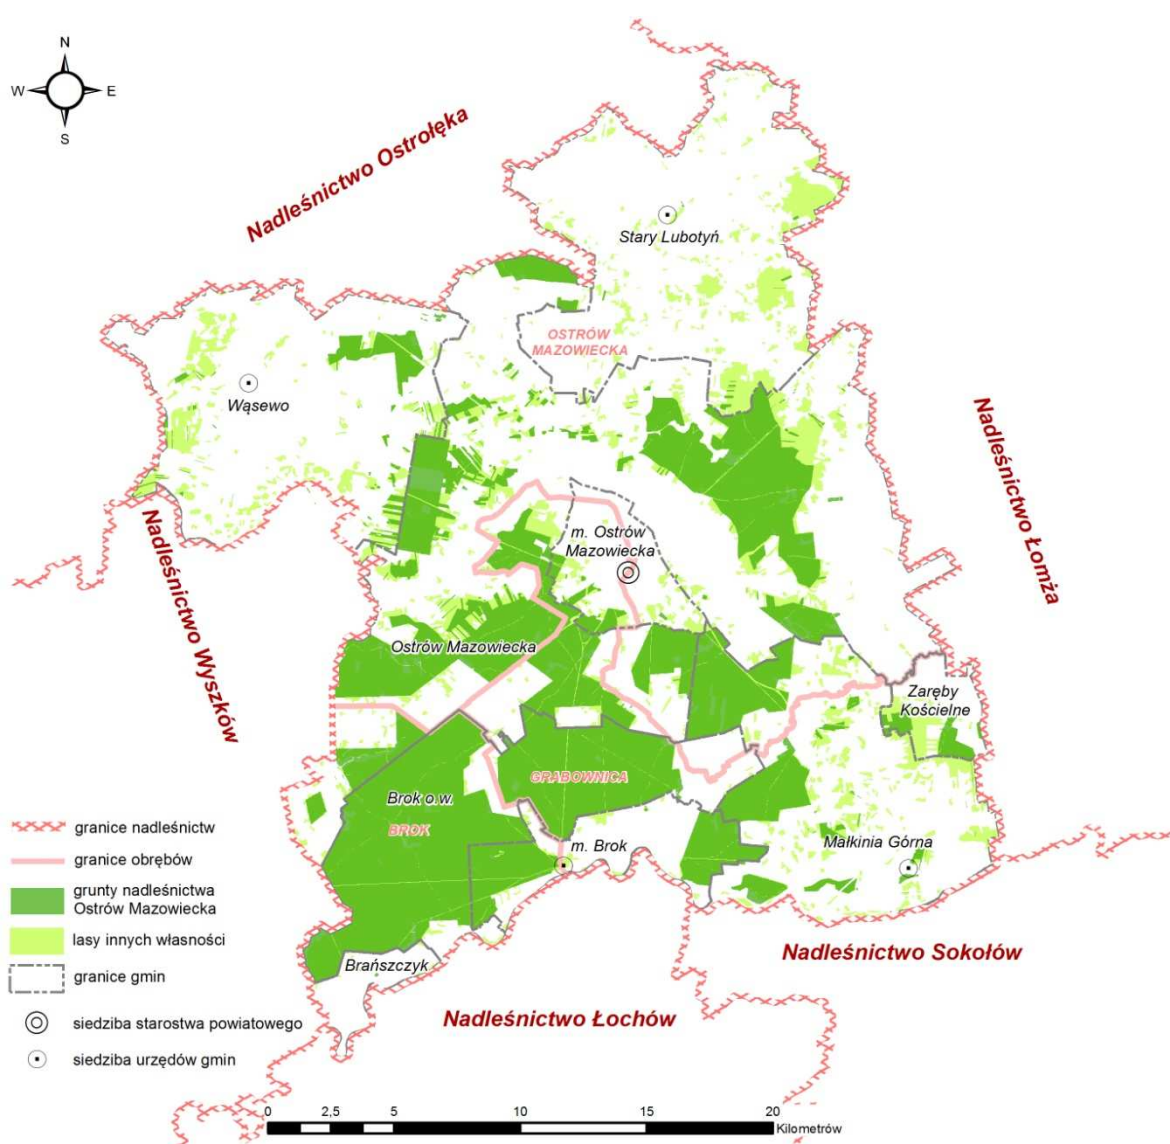 N
W E
S
Nadleśnictwo Ostrołęka
Stary Lubotyń
OSTRÓW
MAZOWIECKA
Wąsewo
Nadleśnictwo Łomża
m. Ostrów
Mazowiecka
Nadleśnictwo Wyszków
Ostrów Mazowiecka
Zaręby
Kościelne
GRABOWNICA
Brok o.w.
BROK
m. Brok
Małkinia Górna
Brańszczyk
Nadleśnictwo Sokołów
Nadleśnictwo Łochów
granice nadleśnictw
granice obrębów
grunty nadleśnictwa
Ostrów Mazowiecka
lasy innych własności
granice gmin
siedziba starostwa powiatowego
siedziba urzędów gmin
0 2,5 5 10 15 20
Kilometrów